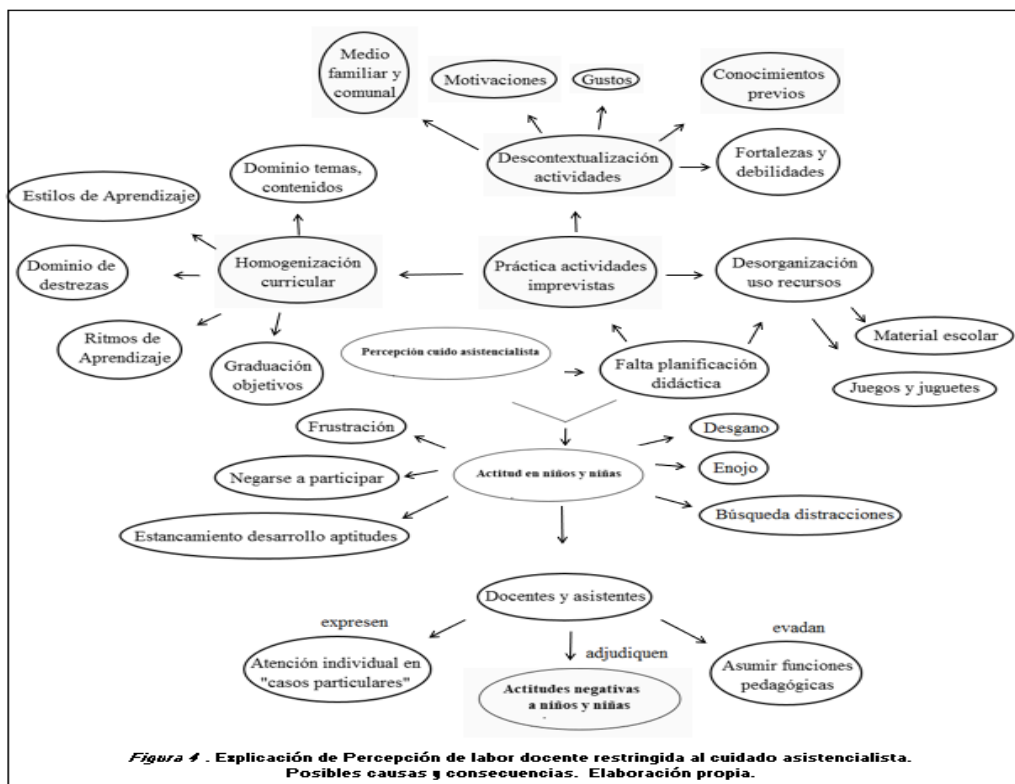 Medio
familiar y
comunal
Motivaciones
Gustos
Conocimientos
previos
Descontextualización
actividades
Fortalezas y
debilidades
Dominio temas,
contenidos
Estilos de Aprendizaje
Dominio de
destrezas
Homogenización
curricular
Práctica actividades
imprevistas
Desorganización
uso recursos
Ritmos de
Aprendizaje
Graduación
objetivos
Percepción cuido asistencialista
Falta planificación
didáctica
Material escolar
Juegos y juguetes
Frustración
Desgano
Negarse a participar
Actitud en niños y niñas
Enojo
Estancamiento desarrollo aptitudes
Búsqueda distracciones
Docentes y asistentes
expresen
evadan
adjudiquen
Atención individual en
"casos particulares"
Actitudes negativas
a niños y niñas
Asumir funciones
pedagógicas
Figura 4 . Explicación de Percepción de labor docente restringida al cuidado asistencialista.
Posibles causas y consecuencias. Elaboración propia.